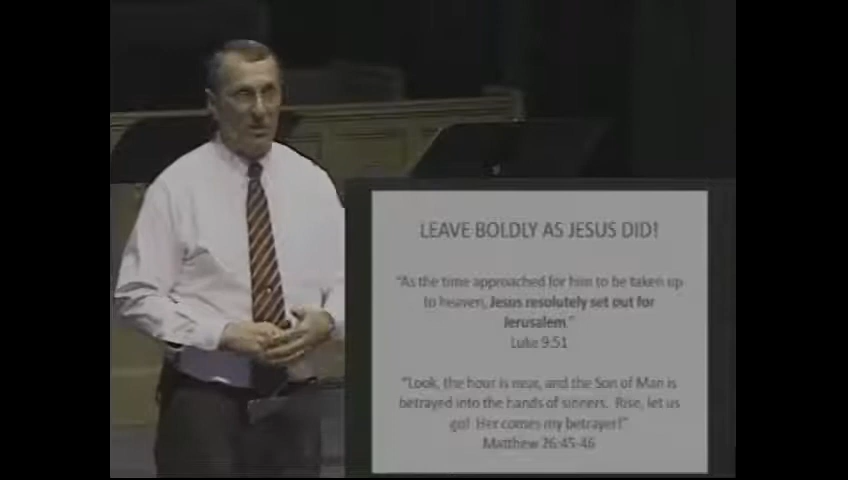 LEAVE BOLDLY AS JESUS DID!
"As the time approached for him to be taken up
to heaven, Jesus resolutely set out for
Jerusalem."
Luke 9:51
"Look, the hour is near, and the Son of Man is
betrayed into the hands of sinners. Rise, let us
go! Her comes my betrayer!"
Matthew 26:45-46